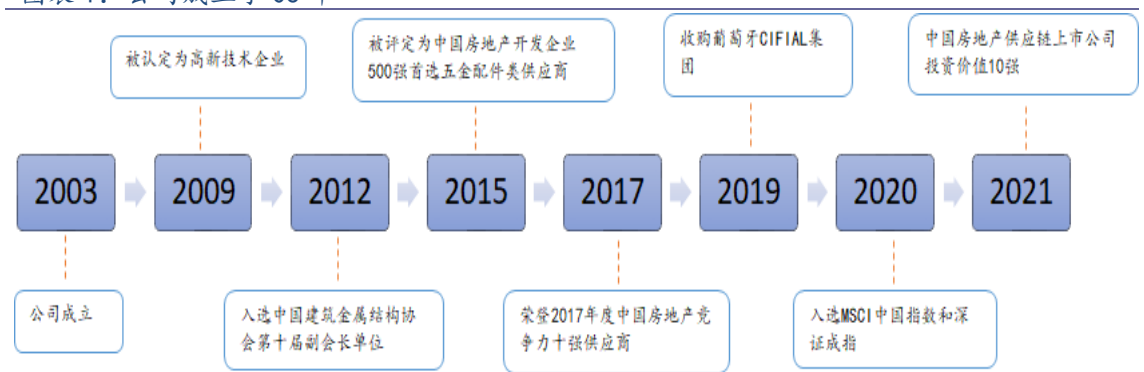 被认定为高新技术企业
被评定为中国房地产开发企业
500强首选五金配件类供应商
收购葡萄牙CIFIAL集
团
中国房地产供应链上市公司
投资价值10强
2003
2009
2012
2015
2017
2019
2020
2021
公司成立
入选中国建筑金属结构协
会第十届副会长单位
荣登2017年度中国房地产竞
争力十强供应商
入选MSCI中国指数和深
证成指